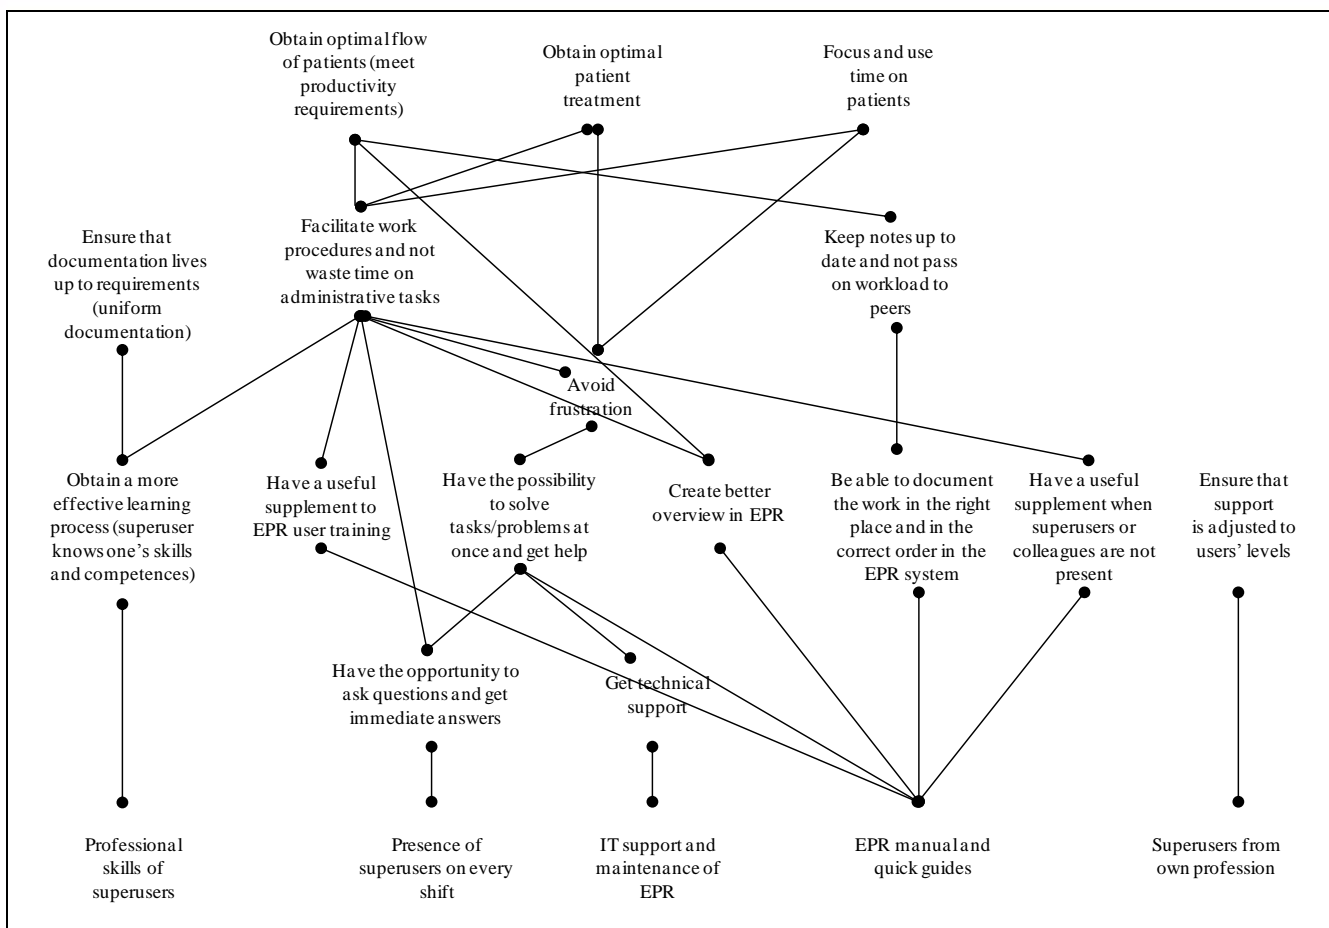 Obtain optimal flow
of patients (meet
productivity
requirements)
Obtain optimal
patient
treatment
Focus and use
time on
patients
Ensure that
documentation lives
up to requirements
(uniform
documentation)
Facilitate work
procedures and not
waste time on
administrative tasks
Keep notes up to
date and not pass
on workload to
peers
Avoid
frustration
Obtain a more
effective learning
process (superuser
knows one's skills
and competences)
Have a useful
supplement to
EPR user training
Have the possibility
to solve
tasks/problems at
once and get help
Create better
overview in EPR
Be able to document
the work in the right
place and in the
correct order in the
EPR system
Have a useful
supplement when
superusers or
colleagues are not
present
Ensure that
support
is adjusted to
users' levels
Have the opportunity to
ask questions and get
immediate answers
Get technical
support
Professional
skills of
superusers
Presence of
superusers on every
shift
IT support and
maintenance of
EPR
EPR manual and
quick guides
Superusers from
own profession